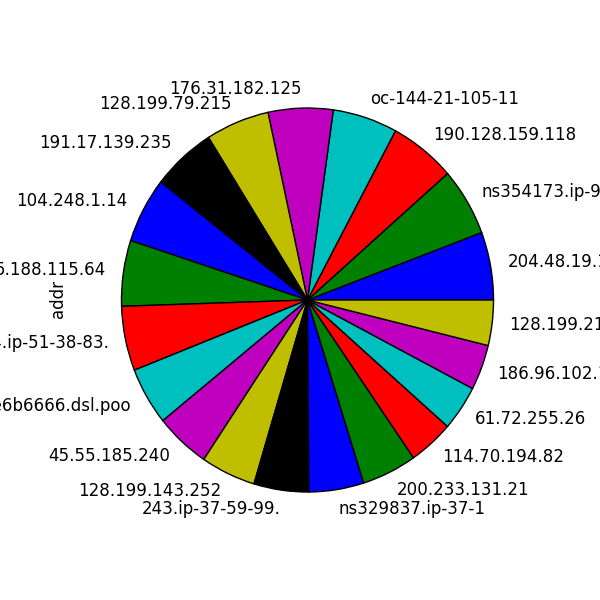 176.31.182.125
oc-144-21-105-11
128.199.79.215
190.128.159.118
191.17.139.235
ns354173.ip-9
104.248.1.14
204.48.19.
.188.115.64
addr
128.199.21
.ip-51-38-83.
186.96.102.
e6b6666.dsl.poo
61.72.255.26
45.55.185.240
114.70.194.82
128.199.143.252
200.233.131.21
243.ip-37-59-99.
ns329837.ip-37-1